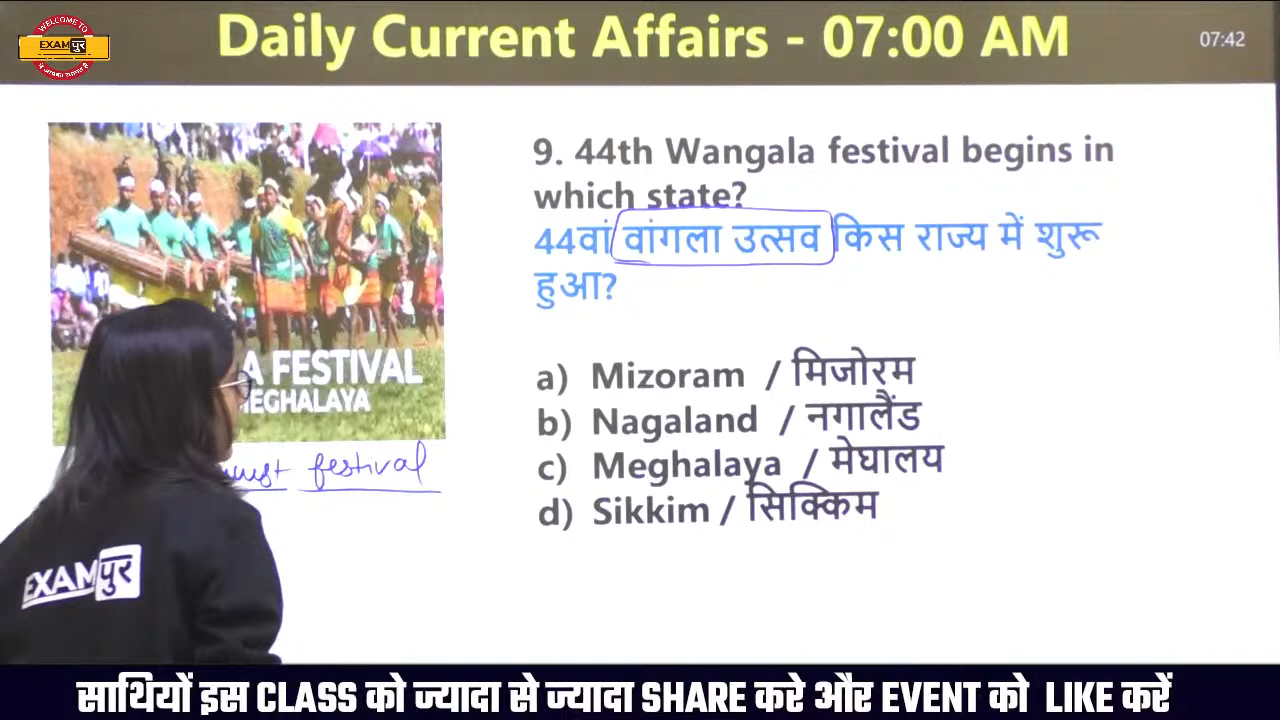 WELCOME TO
EXAMपुर
Daily Current Affairs - 07:00 AM
07:42
9. 44th Wangala festival begins in
which state?
44वां वांगला उत्सव किस राज्य में शुरू
हुआ?
a) Mizoram / मिजोरम
b) Nagaland / नगालैंड
c) Meghalaya / मेघालय
d) Sikkim / सिक्किम
A FESTIVAL
MEGHALAYA
festival
EXAMपुर
साथियों इस CLASS को ज्यादा से ज्यादा SHARE करे और EVENT को LIKE करें